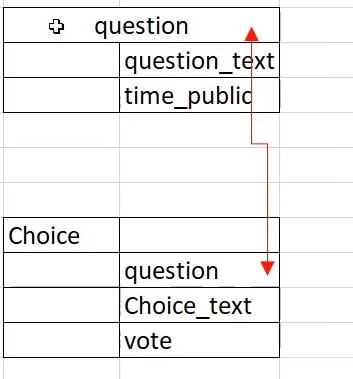 question
question_text
time_public
Choice
question
Choice_text
vote